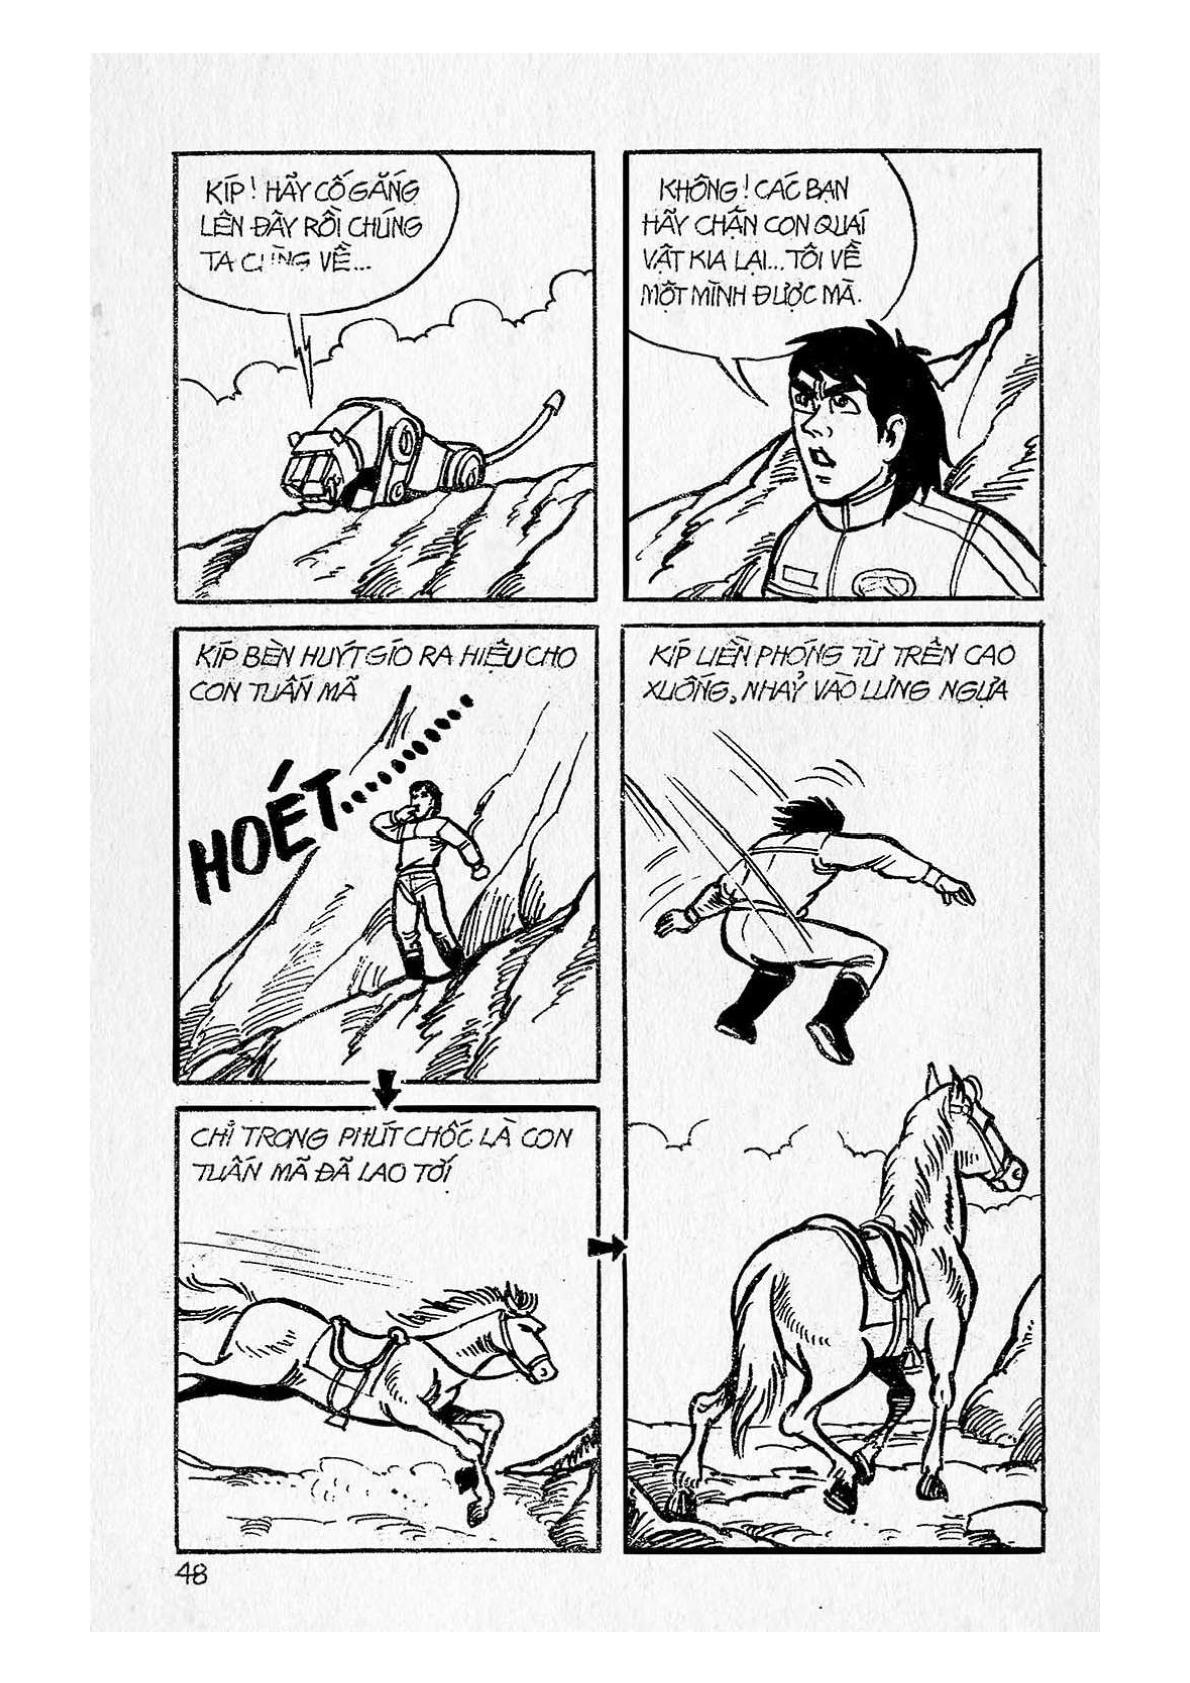 KÍP! HÃY CỐ GẮNG
LÊN ĐÂY RỒI CHÚNG
TA CÙNG VỀ...
KHÔNG! CÁC BẠN
HÃY CHẶN CON QUÁI
VẬT KIA LẠI... TÔI VỀ
MỘT MÌNH ĐƯỢC MÀ.
KÍP BÈN HUÝT GIÓ RA HIỆU CHO
CON TUẤN MÃ
HOÉT............
CHỈ TRONG PHÚT CHỐC LÀ CON
TUẤN MÃ ĐÃ LAO TỚI
KÍP LIỀN PHÓNG TỪ TRÊN CAO
XUỐNG, NHẢY VÀO LƯNG NGỰA
48